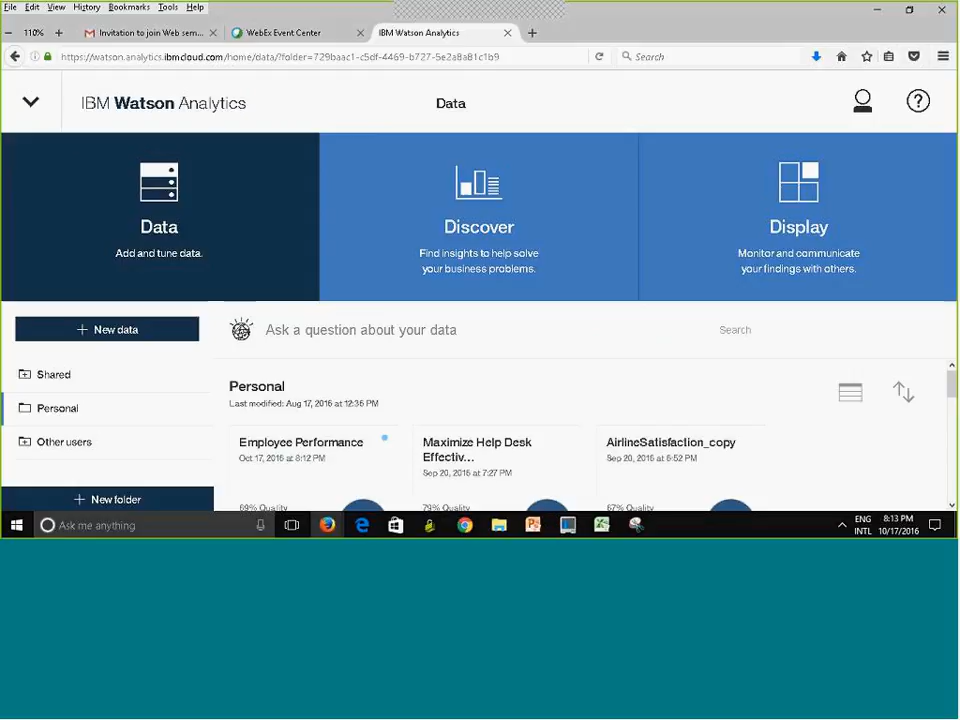 File Edit View History Bookmarks Tools Help
110% Invitation to join Web sem... WebEx Event Center IBM Watson Analytics
https://watson.analytics.ibmcloud.com/home/data/?folder=729baac1-c5df-4469-b727-5e2a8a81c1b9 Search
IBM Watson Analytics Data
Data Discover Display
Add and tune data. Find insights to help solve Monitor and communicate
your business problems. your findings with others.
New data Ask a question about your data Search
Shared
Personal
Last modified: Aug 17, 2016 at 12:36 PM
Personal
Other users
Employee Performance Maximize Help Desk AirlineSatisfaction_copy
Oct 17, 2016 at 8:12 PM Effectiv... Sep 20, 2016 at 6:52 PM
Sep 20, 2016 at 7:27 PM
New folder
69% Quality 79% Quality 67% Quality
Ask me anything ENG 8:13 PM
INTL 10/17/2016